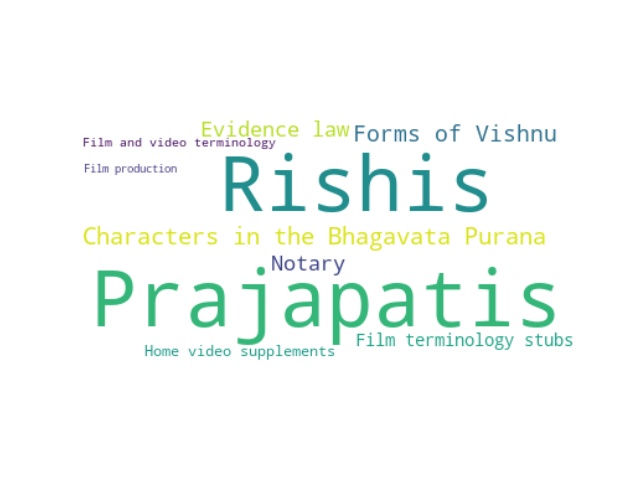 Evidence law
Forms of Vishnu
Film and video terminology
Film production
Rishis
Characters in the Bhagavata Purana
Notary
Prajapatis
Film terminology stubs
Home video supplements